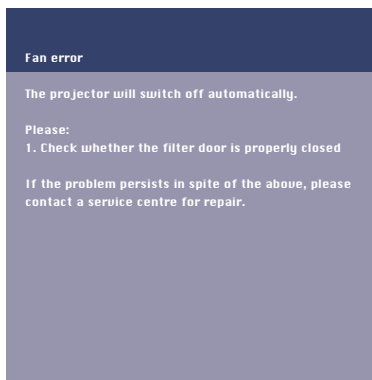 Fan error
The projector will switch off automatically.
Please:
1. Check whether the filter door is properly closed
If the problem persists in spite of the above, please
contact a service centre for repair.